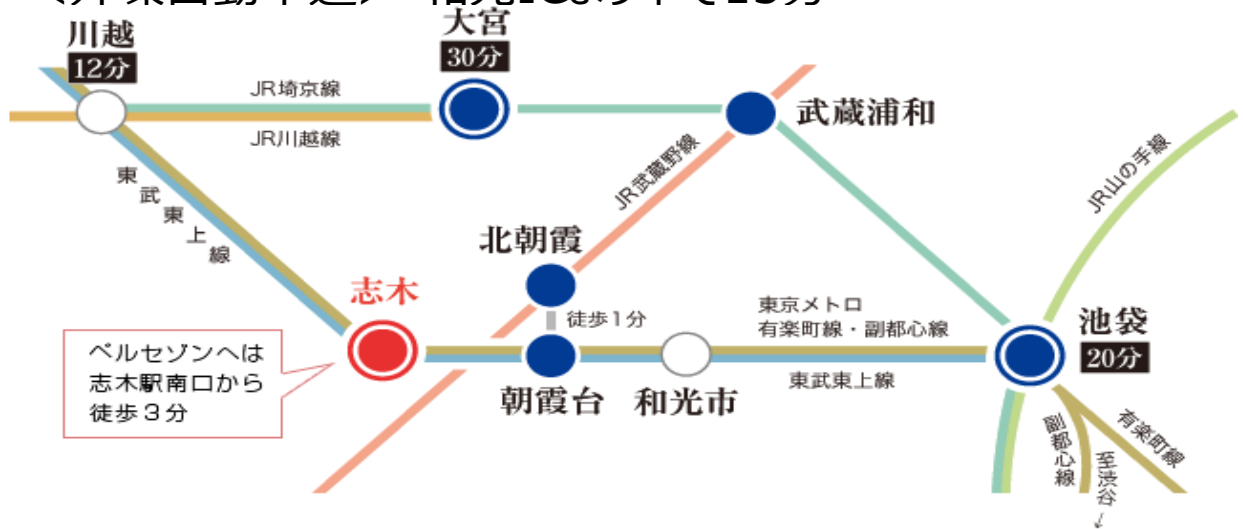 川越
12分
大宮
30分
JR埼京線
JR川越線
武蔵浦和
JR武蔵野線
JR山の手線
東武東上線
北朝霞
志木
徒歩1分
東京メトロ
有楽町線・副都心線
池袋
20分
ベルセゾンへは
志木駅南口から
徒歩３分
朝霞台
和光市
東武東上線
副都心線
至渋谷
↓
有楽町線